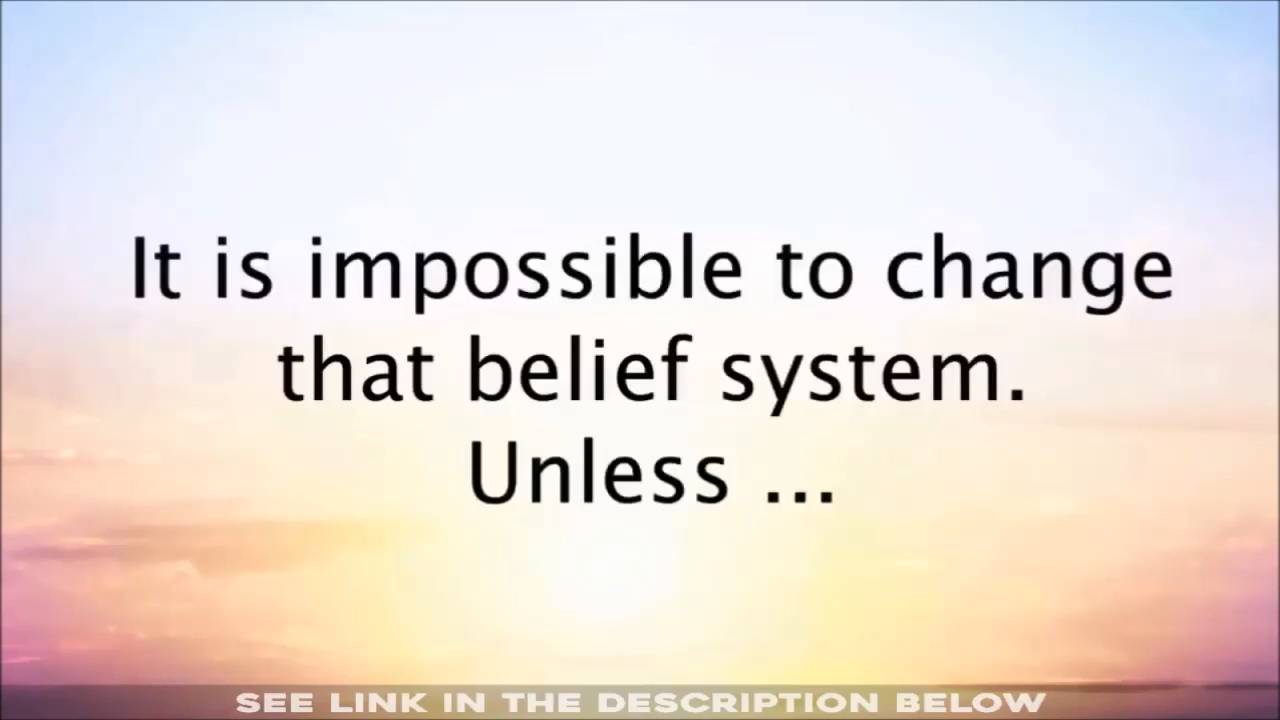 It is impossible to change
that belief system.
Unless ...
SEE LINK IN THE DESCRIPTION BELOW